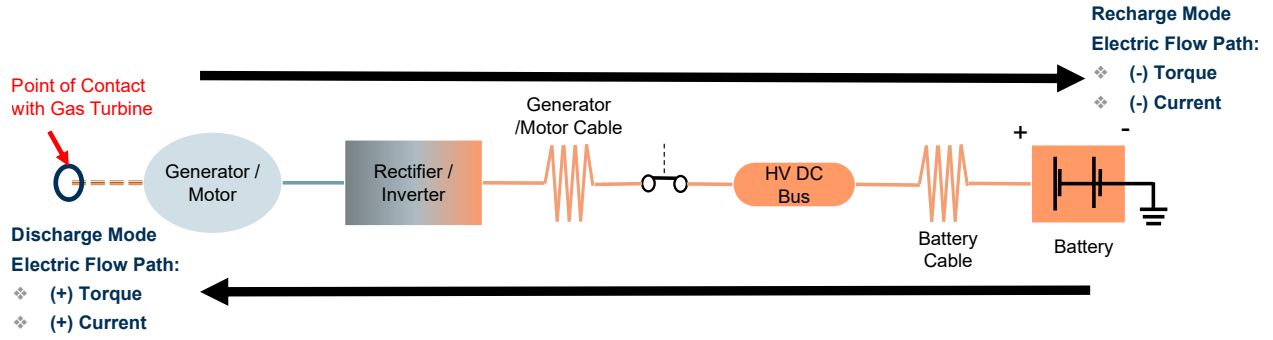 Recharge Mode
Electric Flow Path:
❖ (-) Torque
❖ (-) Current
Point of Contact
with Gas Turbine
Generator
/Motor Cable
+ -
Generator /
Motor
Rectifier /
Inverter
HV DC
Bus
Discharge Mode
Electric Flow Path:
❖ (+) Torque
❖ (+) Current
Battery
Cable
Battery